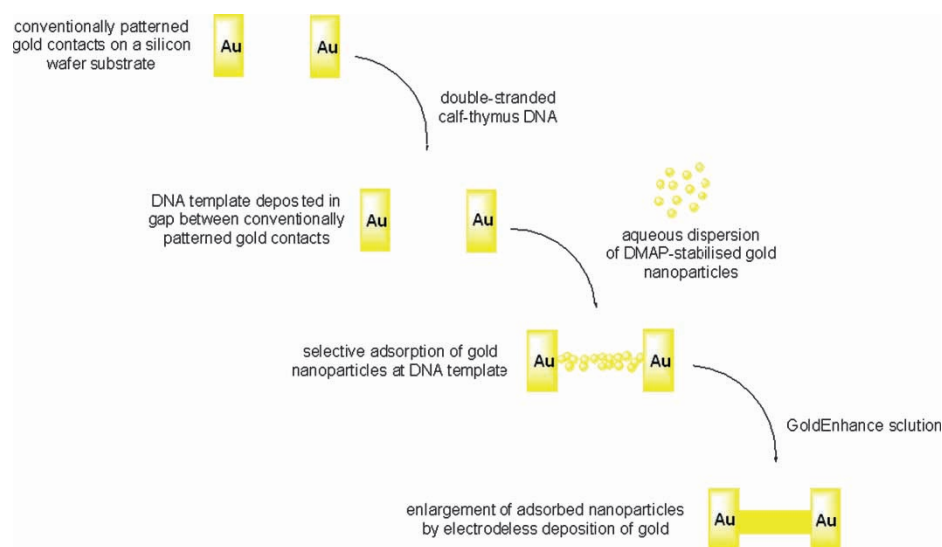 conventionally patterned
gold contacts on a silicon
wafer substrate
Au
Au
double-stranded
calf-thymus DNA
DNA template deposited in
gap between conventionally
patterned gold contacts
Au
Au
aqueous dispersion
of DMAP-stabilised gold
nanoparticles
selective adsorption of gold
nanoparticles at DNA template
Au
Au
GoldEnhance sclution
enlargement of adsorbed nanoparticles
by electrodeless deposition of gold
Au
Au